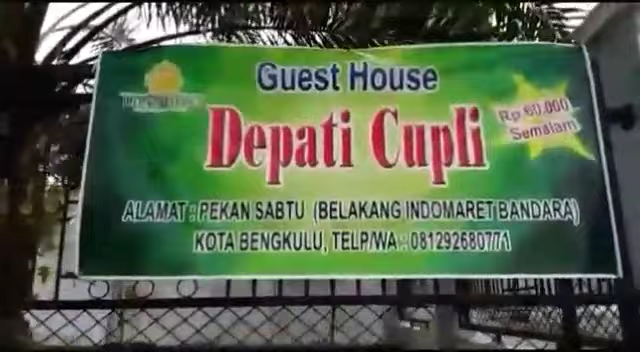 Guest House
Depati Cupli
Rp 60.000
Semalam
ALAMAT : PEKAN SABTU (BELAKANG INDOMARET BANDARA)
KOTA BENGKULU, TELP/WA : 081292680771